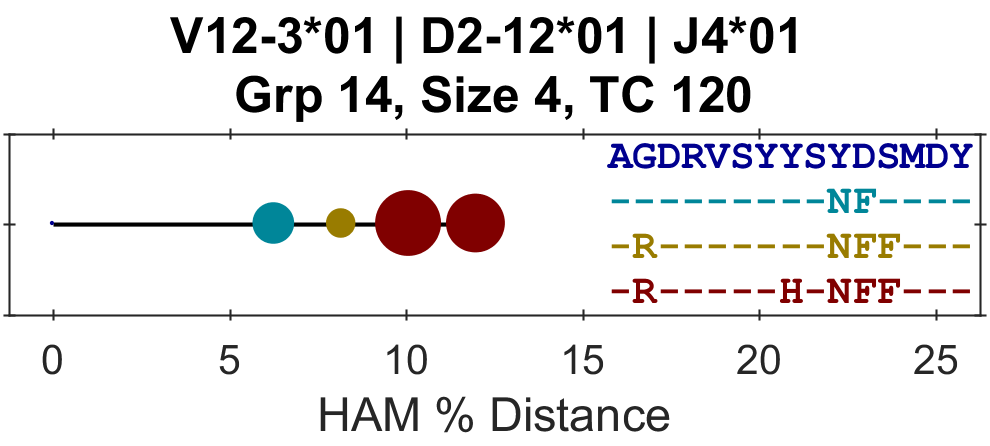 V12-3*01 | D2-12*01 | J4*01
Grp 14, Size 4, TC 120
AGDRVSYYSYDSMDY
---------NF----
-R-------NFF---
-R-----H-NFF---
0 5 10 15 20 25
HAM % Distance